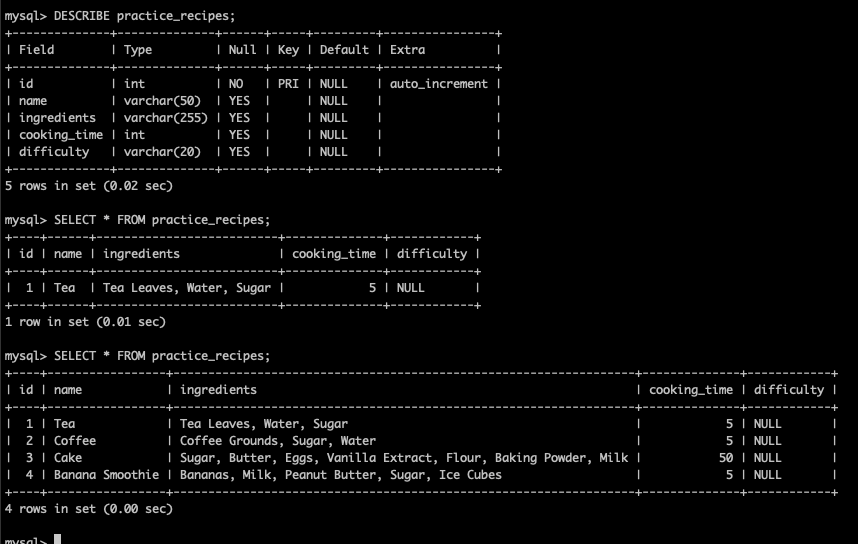 mysql> DESCRIBE practice_recipes;
+--------------+--------------+------+-----+---------+----------------+
| Field        | Type         | Null | Key | Default | Extra          |
+--------------+--------------+------+-----+---------+----------------+
| id           | int          | NO   | PRI | NULL    | auto_increment |
| name         | varchar(50)  | YES  |     | NULL    |                |
| ingredients  | varchar(255) | YES  |     | NULL    |                |
| cooking_time | int          | YES  |     | NULL    |                |
| difficulty   | varchar(20)  | YES  |     | NULL    |                |
+--------------+--------------+------+-----+---------+----------------+
5 rows in set (0.02 sec)
mysql> SELECT * FROM practice_recipes;
+----+------+--------------------------+--------------+------------+
| id | name | ingredients              | cooking_time | difficulty |
+----+------+--------------------------+--------------+------------+
|  1 | Tea  | Tea Leaves, Water, Sugar |            5 | NULL       |
+----+------+--------------------------+--------------+------------+
1 row in set (0.01 sec)
mysql> SELECT * FROM practice_recipes;
+----+-----------------+------------------------------------------------------------------+--------------+------------+
| id | name            | ingredients                                                      | cooking_time | difficulty |
+----+-----------------+------------------------------------------------------------------+--------------+------------+
|  1 | Tea             | Tea Leaves, Water, Sugar                                         |            5 | NULL       |
|  2 | Coffee          | Coffee Grounds, Sugar, Water                                     |            5 | NULL       |
|  3 | Cake            | Sugar, Butter, Eggs, Vanilla Extract, Flour, Baking Powder, Milk |           50 | NULL       |
|  4 | Banana Smoothie | Bananas, Milk, Peanut Butter, Sugar, Ice Cubes                   |            5 | NULL       |
+----+-----------------+------------------------------------------------------------------+--------------+------------+
4 rows in set (0.00 sec)
mysql>